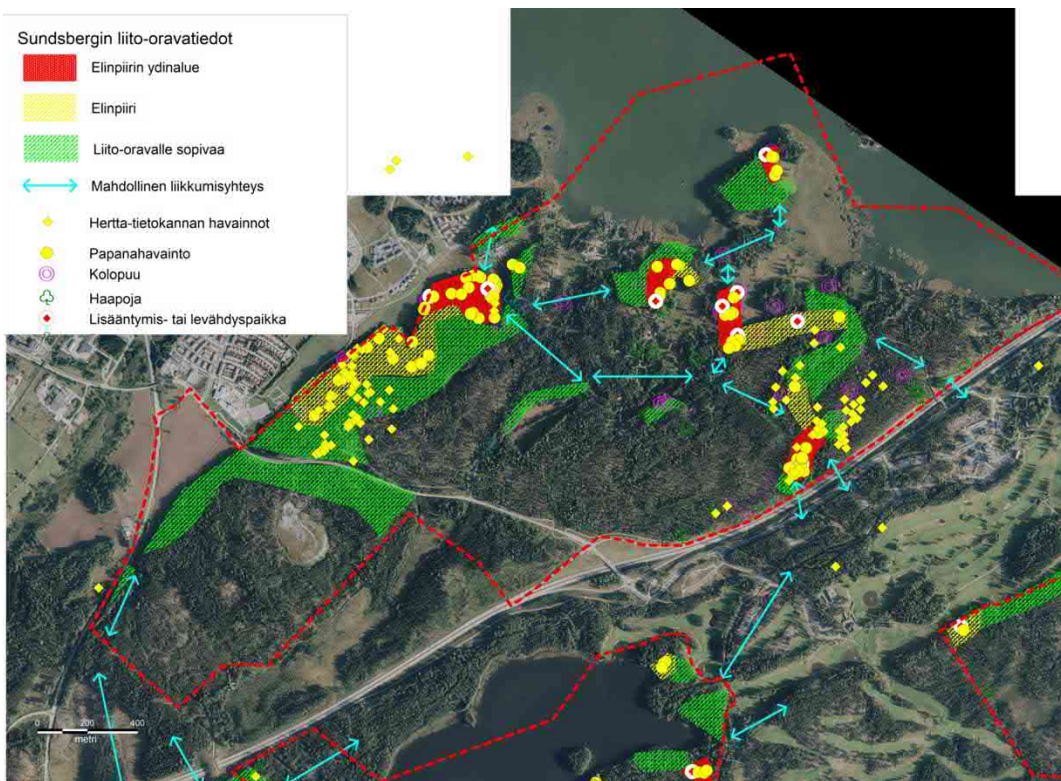 Sundsbergin liito-oravatiedot
Elinpiirin ydinalue
Elinpiiri
Liito-oravalle sopivaa
Mahdollinen liikkumisyhteys
Hertta-tietokannan havainnot
Papanahavainto
Kolopuu
Haapoja
Lisääntymis- tai levähdyspaikka
0 200 400
metri